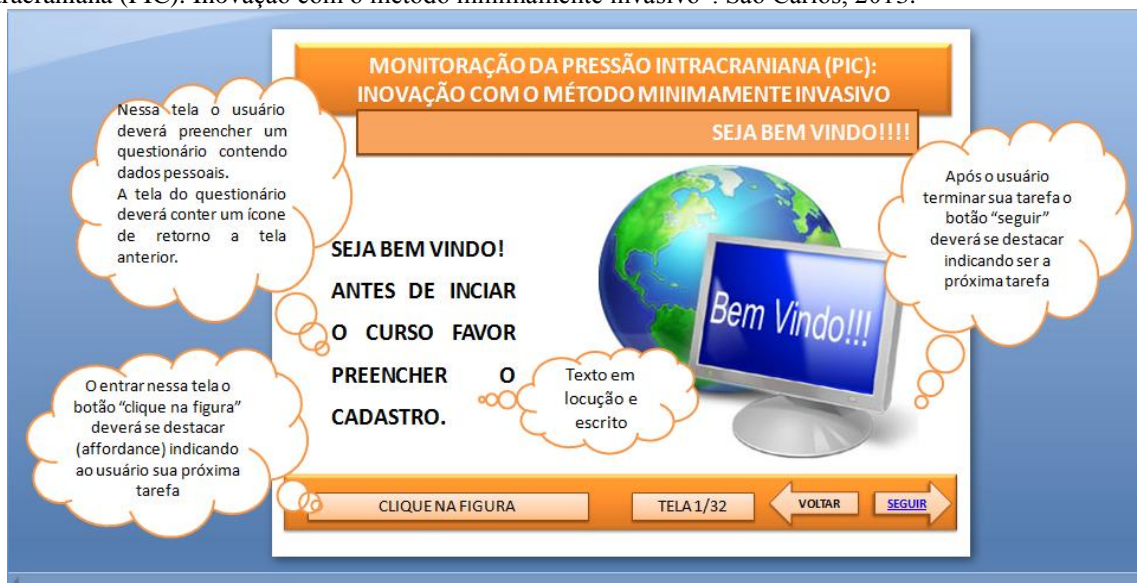 tracraniana (PIC): Inovação com o método minimamente invasivo". São Carlos, 2013.
MONITORAÇÃO DA PRESSÃO INTRACRANIANA (PIC):
INOVAÇÃO COM O MÉTODO MINIMAMENTE INVASIVO
SEJA BEM VINDO!!!!
Nessa tela o usuário
deverá preencher um
questionário contendo
dados pessoais.
A tela do questionário
deverá conter um ícone
de retorno a tela
anterior.
Após o usuário
terminar sua tarefa o
botão “seguir”
deverá se destacar
indicando ser a
próxima tarefa
SEJA BEM VINDO!
ANTES DE INCIAR
O CURSO FAVOR
PREENCHER O
CADASTRO.
Bem Vindo!!!
Texto em
locução e
escrito
O entrar nessa tela o
botão “clique na figura”
deverá se destacar
(affordance) indicando
ao usuário sua próxima
tarefa
CLIQUE NA FIGURA
TELA 1/32
VOLTAR
SEGUIR